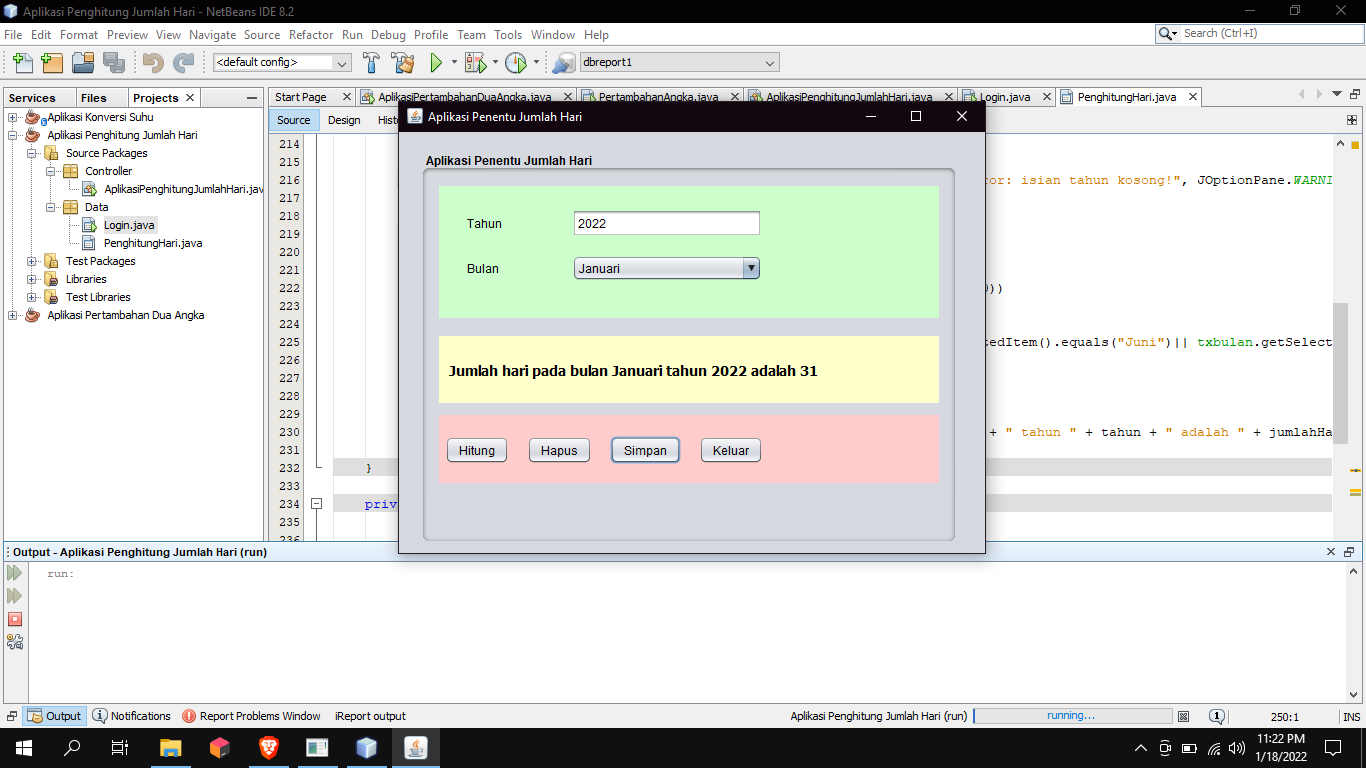 Aplikasi Penghitung Jumlah Hari - NetBeans IDE 8.2
File Edit Format Preview View Navigate Source Refactor Run Debug Profile Team Tools Window Help
Search (Ctrl+I)
<default config>
dbreport1
Services Files Projects
Start Page AplikasiPertambahanDuaAngka.java PertambahanAngka.java AplikasiPenghitungJumlahHari.java Login.java PenghitungHari.java
Source Design
Aplikasi Konversi Suhu
Aplikasi Penghitung Jumlah Hari
Source Packages
Controller
AplikasiPenghitungJumlahHari.jav
Data
Login.java
PenghitungHari.java
Test Packages
Libraries
Test Libraries
Aplikasi Pertambahan Dua Angka
214
215
216 ror: isian tahun kosong!", JOptionPane.WARNI
217
218
219
220
221
222 ))
223
224
225 tedItem().equals("Juni")|| txbulan.getSelect
226
227
228
229
230 + " tahun " + tahun + " adalah " + jumlahHa
231
232 }
233
234 priv
235
236
Aplikasi Penentu Jumlah Hari
Aplikasi Penentu Jumlah Hari
Tahun 2022
Bulan Januari
Jumlah hari pada bulan Januari tahun 2022 adalah 31
Hitung Hapus Simpan Keluar
Output - Aplikasi Penghitung Jumlah Hari (run)
run:
Output Notifications Report Problems Window iReport output
Aplikasi Penghitung Jumlah Hari (run) running... 1 250:1 INS
11:22 PM
1/18/2022